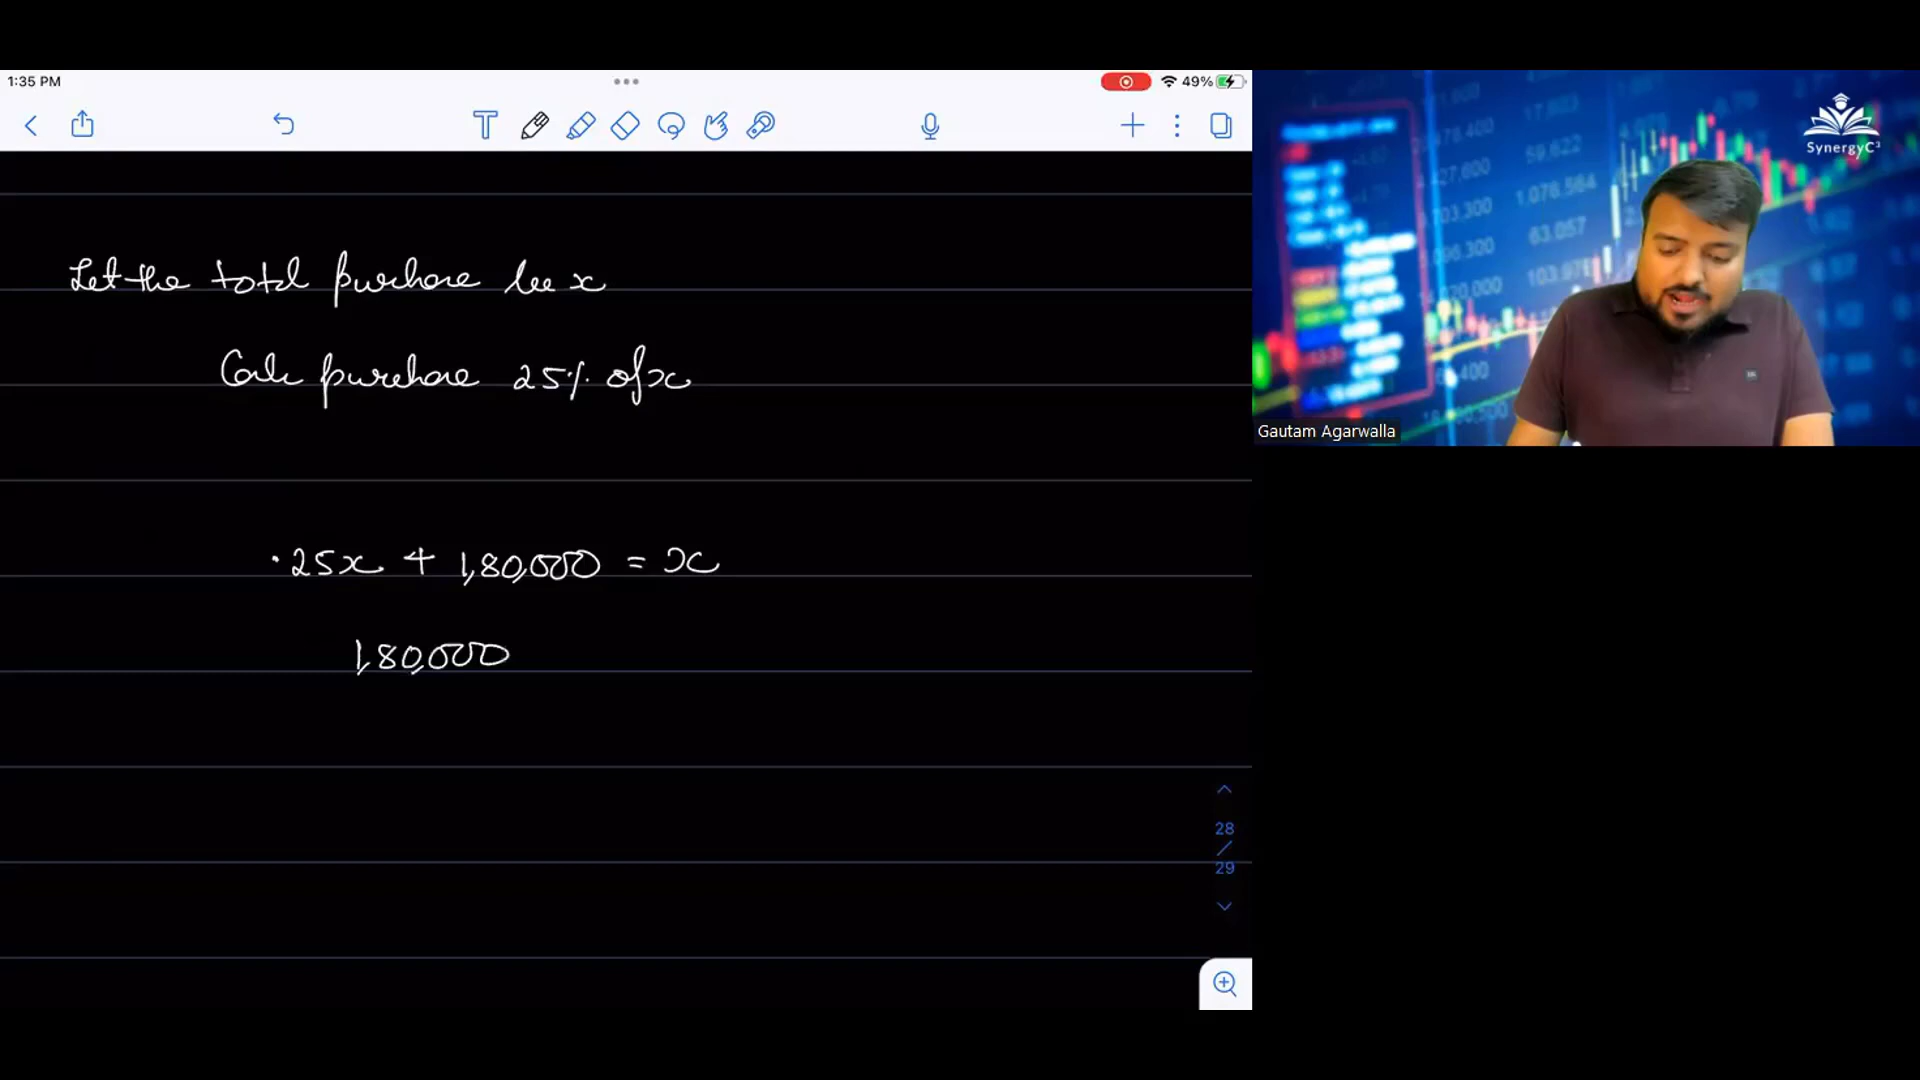 1:35 PM
49%
SynergyC³
Let the total purchase be x
Cash purchase 25% of x
.25x + 1,80,000 = x
1,80,000
Gautam Agarwalla
28
/
29